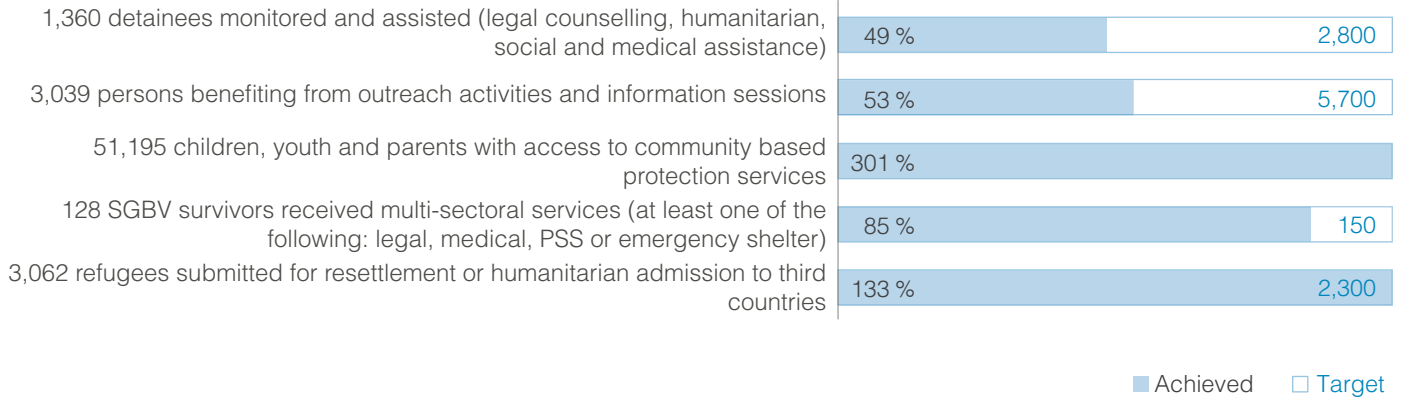 1,360 detainees monitored and assisted (legal counselling, humanitarian,
social and medical assistance)
49 %
2,800
3,039 persons benefiting from outreach activities and information sessions
53 %
5,700
51,195 children, youth and parents with access to community based
protection services
301 %
128 SGBV survivors received multi-sectoral services (at least one of the
following: legal, medical, PSS or emergency shelter)
85 %
150
3,062 refugees submitted for resettlement or humanitarian admission to third
countries
133 %
2,300
Achieved
Target